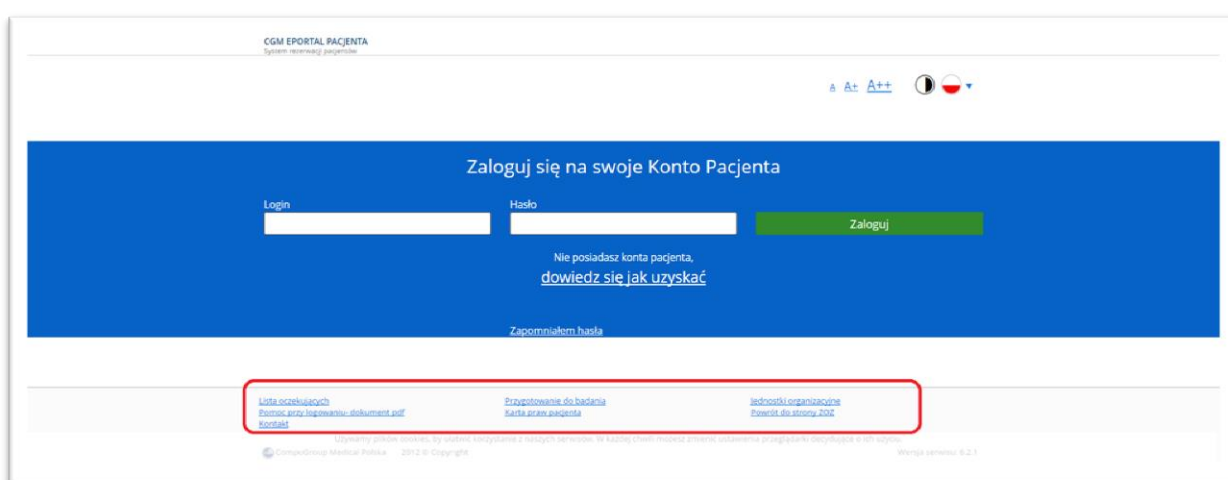 CGM EPORTAL PACJENTA
System rezerwacji pacjentów
A A+ A++
Zaloguj się na swoje Konto Pacjenta
Login Hasło
Zaloguj
Nie posiadasz konta pacjenta,
dowiedz się jak uzyskać
Zapomniałem hasła
Lista oczekujących Przygotowanie do badania Jednostki organizacyjne
Pomoc przy logowaniu- dokument pdf Karta praw pacjenta Powrót do strony ZOZ
Kontakt
Używamy plików cookies, by ułatwić korzystanie z naszych serwisów. W każdej chwili możesz zmienić ustawienia przeglądarki decydujące o ich użyciu.
CompuGroup Medical Polska 2012 © Copyright Wersja serwisu: 6.2.1